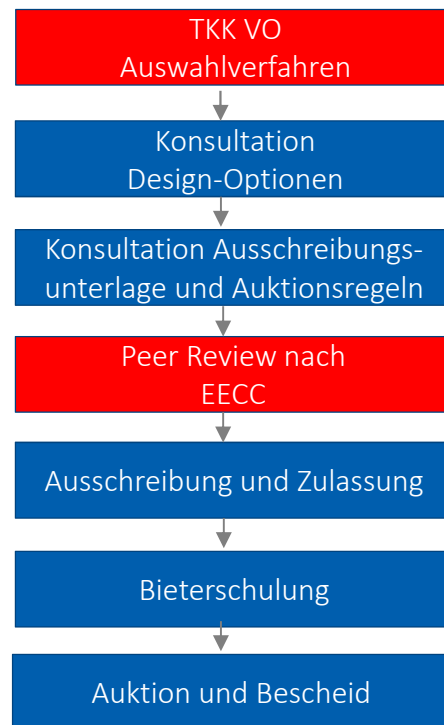 TKK VO
Auswahlverfahren
Konsultation
Design-Optionen
Konsultation Ausschreibungs-
unterlage und Auktionsregeln
Peer Review nach
EECC
Ausschreibung und Zulassung
Bieterschulung
Auktion und Bescheid